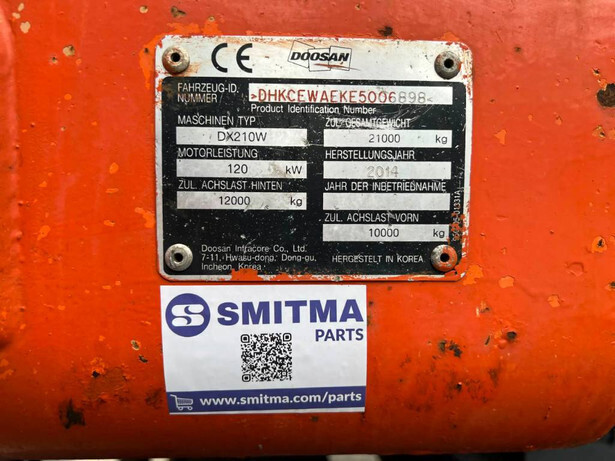 CE DOOSAN
FAHRZEUG-ID.
NUMMER >DHKCEWAEKE5006898<
Product Identification Number
MASCHINEN TYP
DX210W
ZUL. GESAMTGEWICHT
21000 kg
MOTORLEISTUNG
120 kW
HERSTELLUNGSJAHR
2014
ZUL. ACHSLAST HINTEN
12000 kg
JAHR DER INBETRIEBNAHME
ZUL. ACHSLAST VORN
10000 kg
Doosan Infracore Co., Ltd.
7-11, Hwasu-dong, Dong-gu,
Incheon, Korea
HERGESTELLT IN KOREA
S SMITMA
PARTS
www.smitma.com/parts